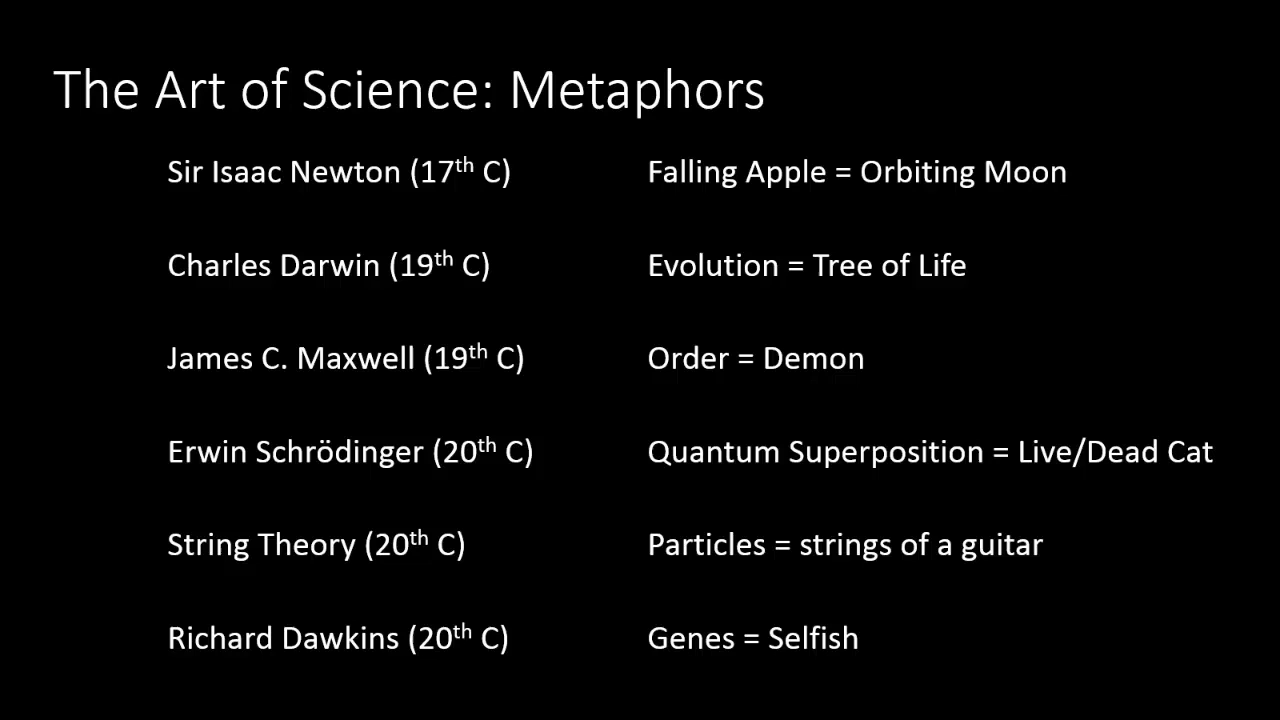 The Art of Science: Metaphors
Sir Isaac Newton (17th C) Falling Apple = Orbiting Moon
Charles Darwin (19th C) Evolution = Tree of Life
James C. Maxwell (19th C) Order = Demon
Erwin Schrödinger (20th C) Quantum Superposition = Live/Dead Cat
String Theory (20th C) Particles = strings of a guitar
Richard Dawkins (20th C) Genes = Selfish